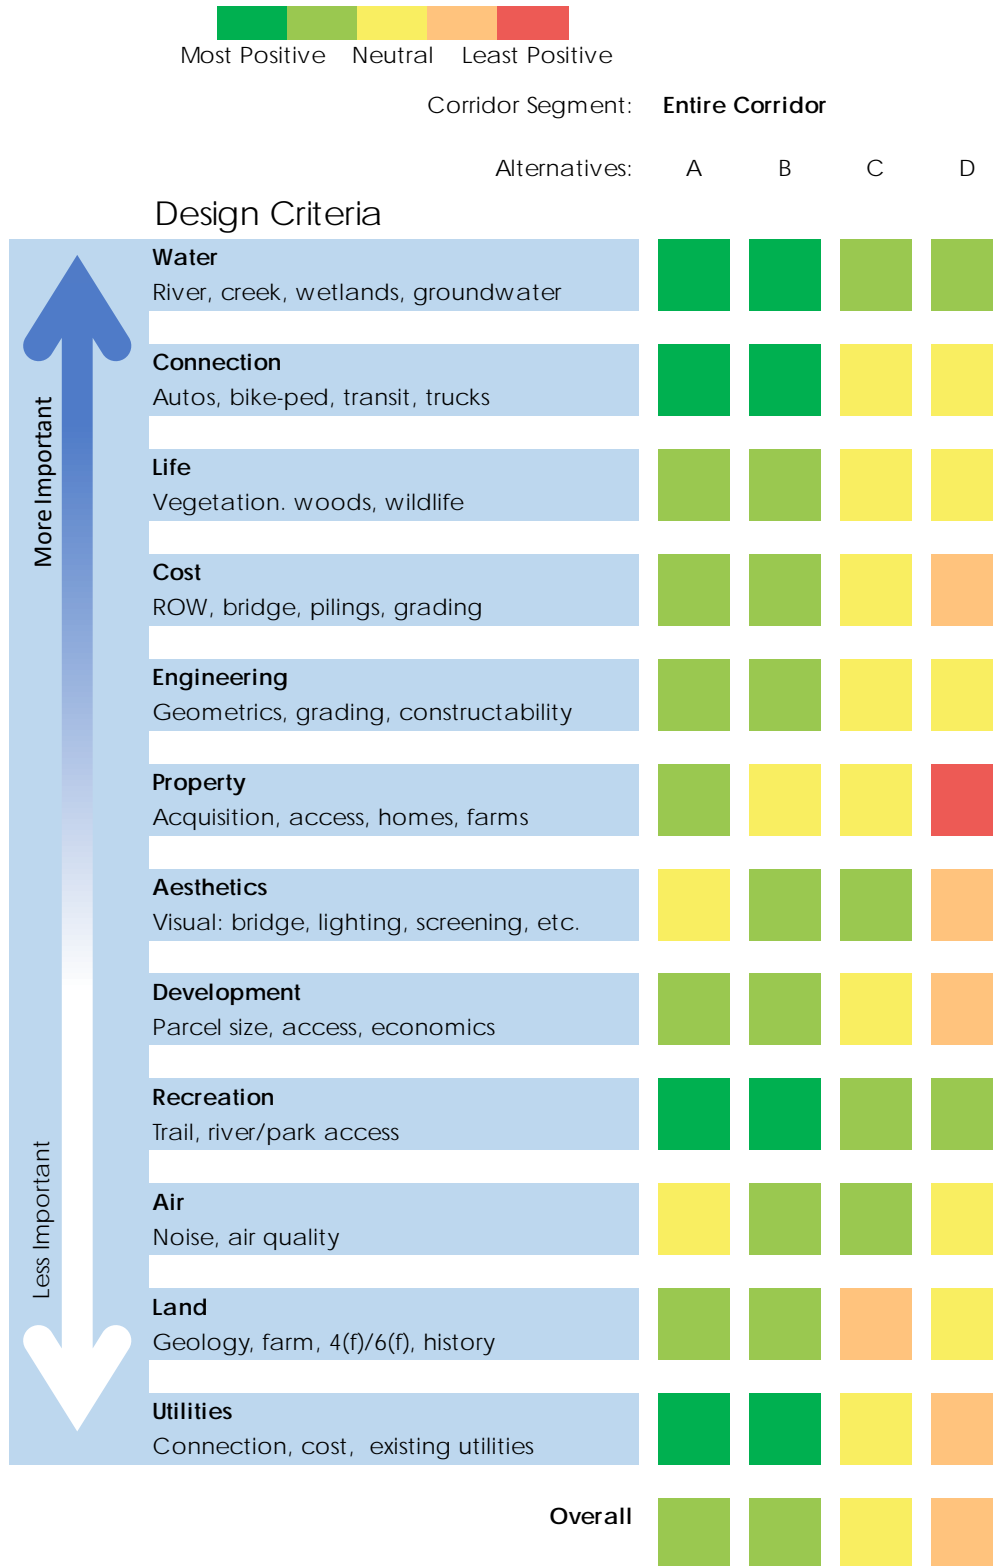 Most Positive Neutral Least Positive
Corridor Segment: Entire Corridor
Alternatives: A B C D
Design Criteria
Water
River, creek, wetlands, groundwater
Connection
Autos, bike-ped, transit, trucks
More Important
Life
Vegetation. woods, wildlife
Cost
ROW, bridge, pilings, grading
Engineering
Geometrics, grading, constructability
Property
Acquisition, access, homes, farms
Aesthetics
Visual: bridge, lighting, screening, etc.
Development
Parcel size, access, economics
Recreation
Trail, river/park access
Less Important
Air
Noise, air quality
Land
Geology, farm, 4(f)/6(f), history
Utilities
Connection, cost, existing utilities
Overall